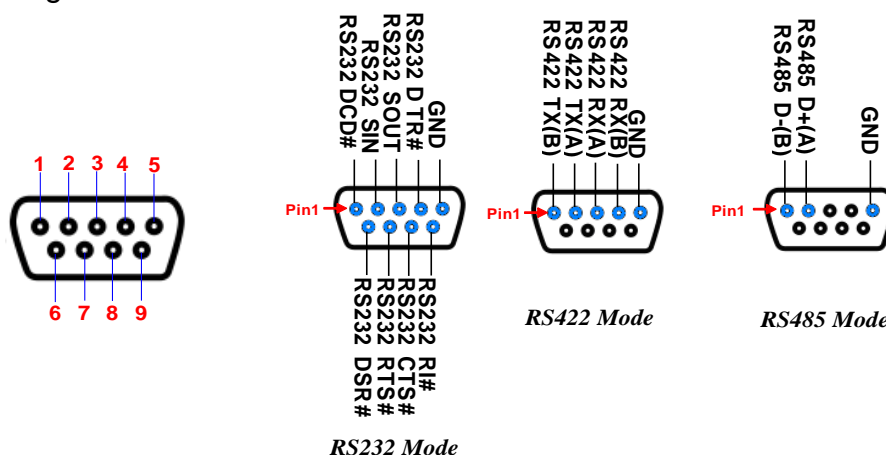 1 2 3 4 5
6 7 8 9
RS232 DCD#
RS232 SIN
RS232 SOUT
RS232 D TR#
GND
Pin1
RS232 DSR#
RS232 RTS#
RS232 CTS#
RS232 RI#
RS232 Mode
RS422 TX(B)
RS422 TX(A)
RS422 RX(A)
RS422 RX(B)
GND
Pin1
RS422 Mode
RS485 D-(B)
RS485 D+(A)
GND
Pin1
RS485 Mode